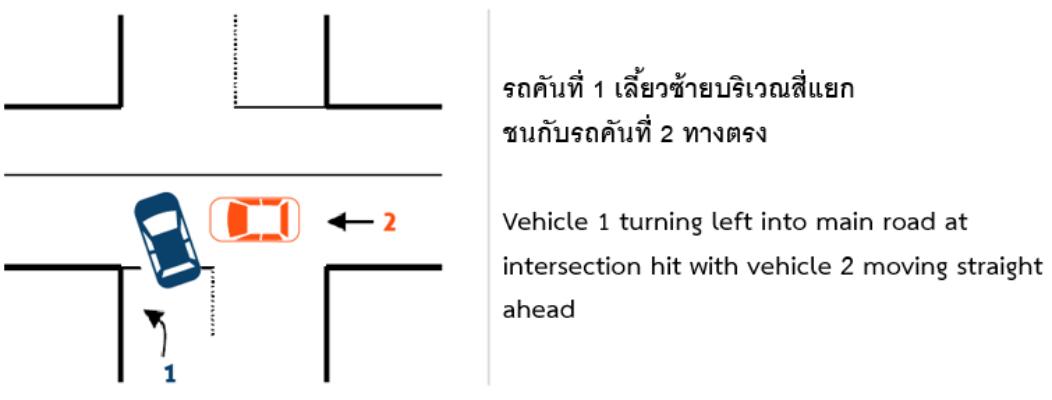 รถคันที่ 1 เลี้ยวซ้ายบริเวณสี่แยก
ชนกับรถคันที่ 2 ทางตรง
Vehicle 1 turning left into main road at
intersection hit with vehicle 2 moving straight
ahead
2
1